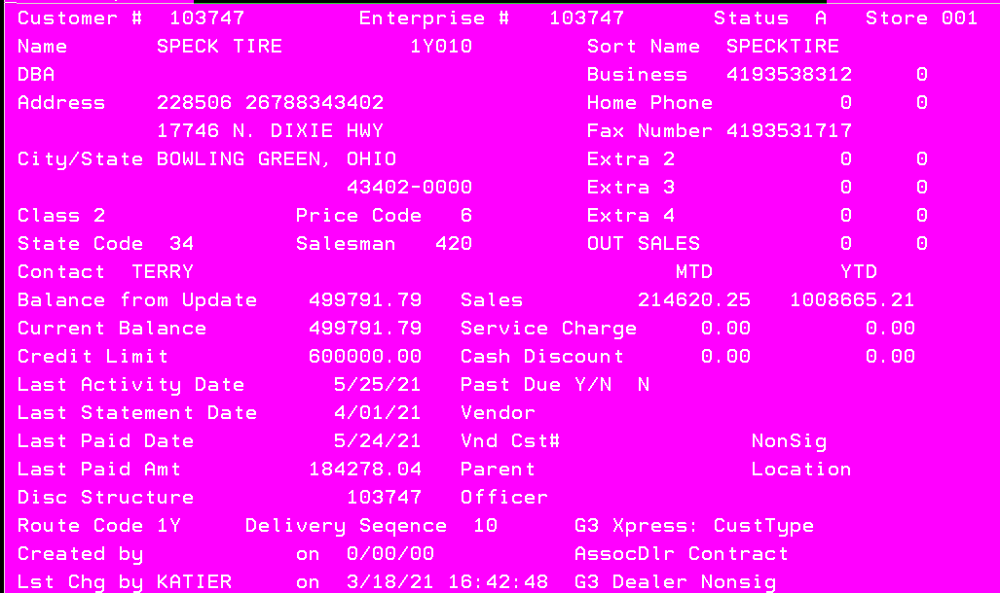 Customer # 103747 Enterprise # 103747 Status A Store 001
Name SPECK TIRE 1Y010 Sort Name SPECKTIRE
DBA Business 4193538312 0
Address 228506 26788343402 Home Phone 0 0
17746 N. DIXIE HWY Fax Number 4193531717
City/State BOWLING GREEN, OHIO Extra 2 0 0
43402-0000 Extra 3 0 0
Class 2 Price Code 6 Extra 4 0 0
State Code 34 Salesman 420 OUT SALES 0 0
Contact TERRY MTD YTD
Balance from Update 499791.79 Sales 214620.25 1008665.21
Current Balance 499791.79 Service Charge 0.00 0.00
Credit Limit 600000.00 Cash Discount 0.00 0.00
Last Activity Date 5/25/21 Past Due Y/N N
Last Statement Date 4/01/21 Vendor
Last Paid Date 5/24/21 Vnd Cst# NonSig
Last Paid Amt 184278.04 Parent Location
Disc Structure 103747 Officer
Route Code 1Y Delivery Seqence 10 G3 Xpress: CustType
Created by on 0/00/00 AssocDlr Contract
Lst Chg by KATIER on 3/18/21 16:42:48 G3 Dealer Nonsig